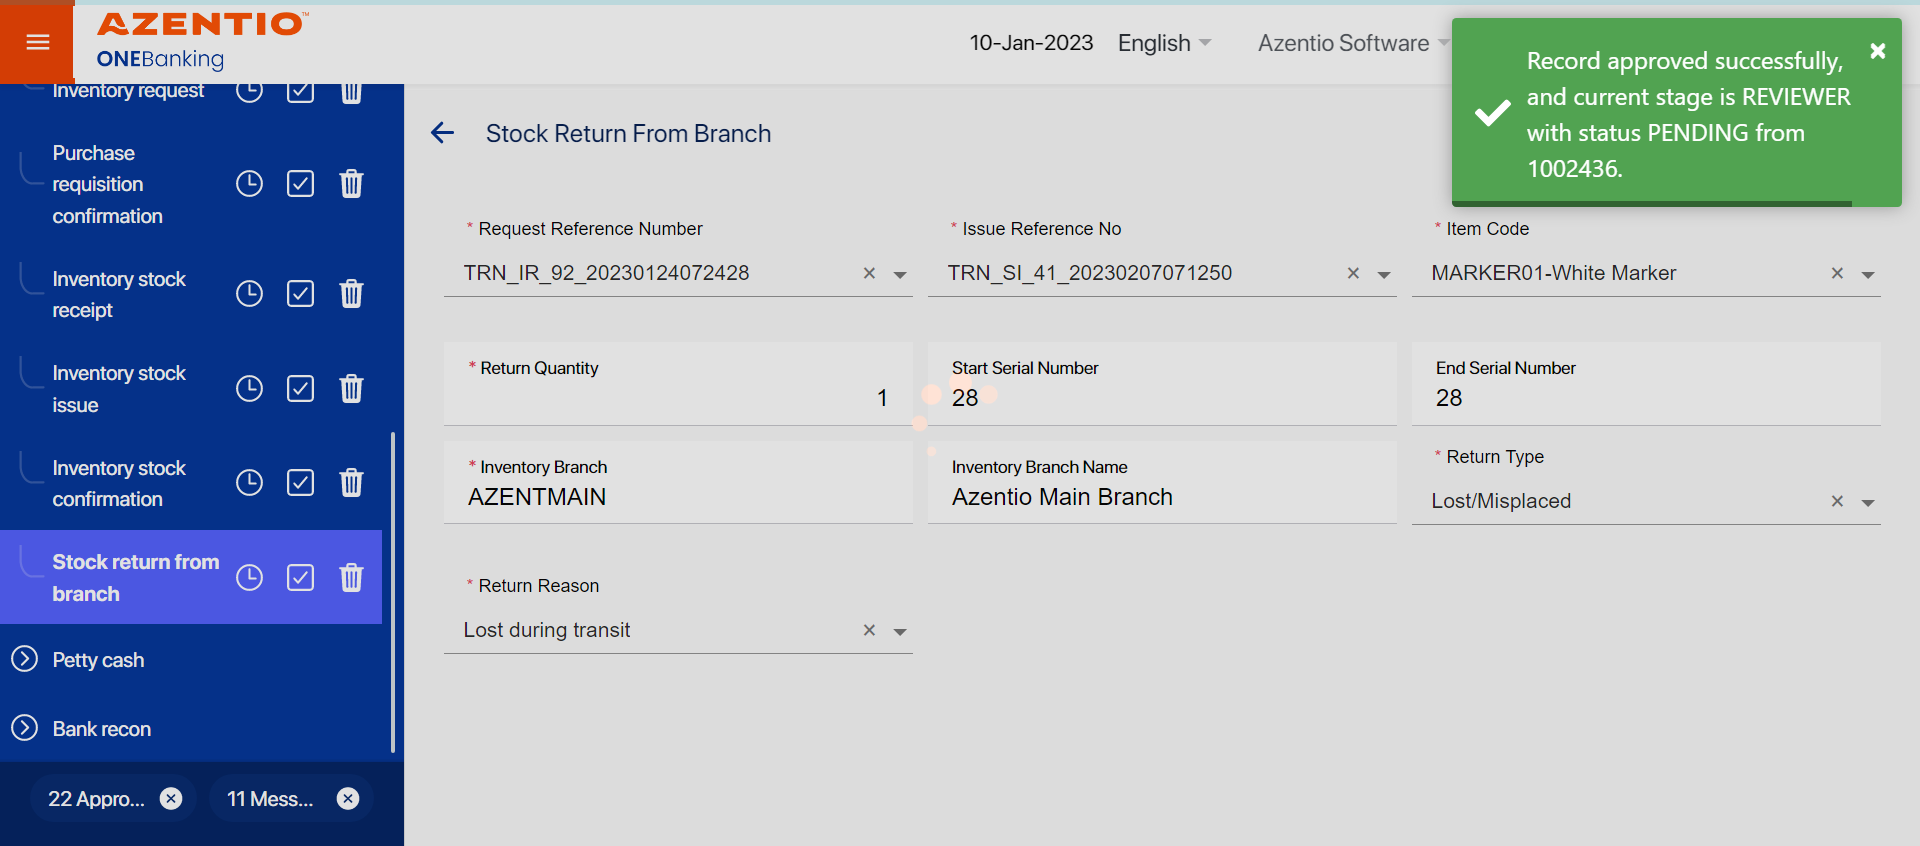 AZENTIO™
ONEBanking
10-Jan-2023
English
Azentio Software
Record approved successfully,
and current stage is REVIEWER
with status PENDING from
1002436.
Inventory request
Purchase
requisition
confirmation
Inventory stock
receipt
Inventory stock
issue
Inventory stock
confirmation
Stock return from
branch
Petty cash
Bank recon
22 Appro...
11 Mess...
Stock Return From Branch
* Request Reference Number
TRN_IR_92_20230124072428
* Issue Reference No
TRN_SI_41_20230207071250
* Item Code
MARKER01-White Marker
* Return Quantity
1
Start Serial Number
28
End Serial Number
28
* Inventory Branch
AZENTMAIN
Inventory Branch Name
Azentio Main Branch
* Return Type
Lost/Misplaced
* Return Reason
Lost during transit